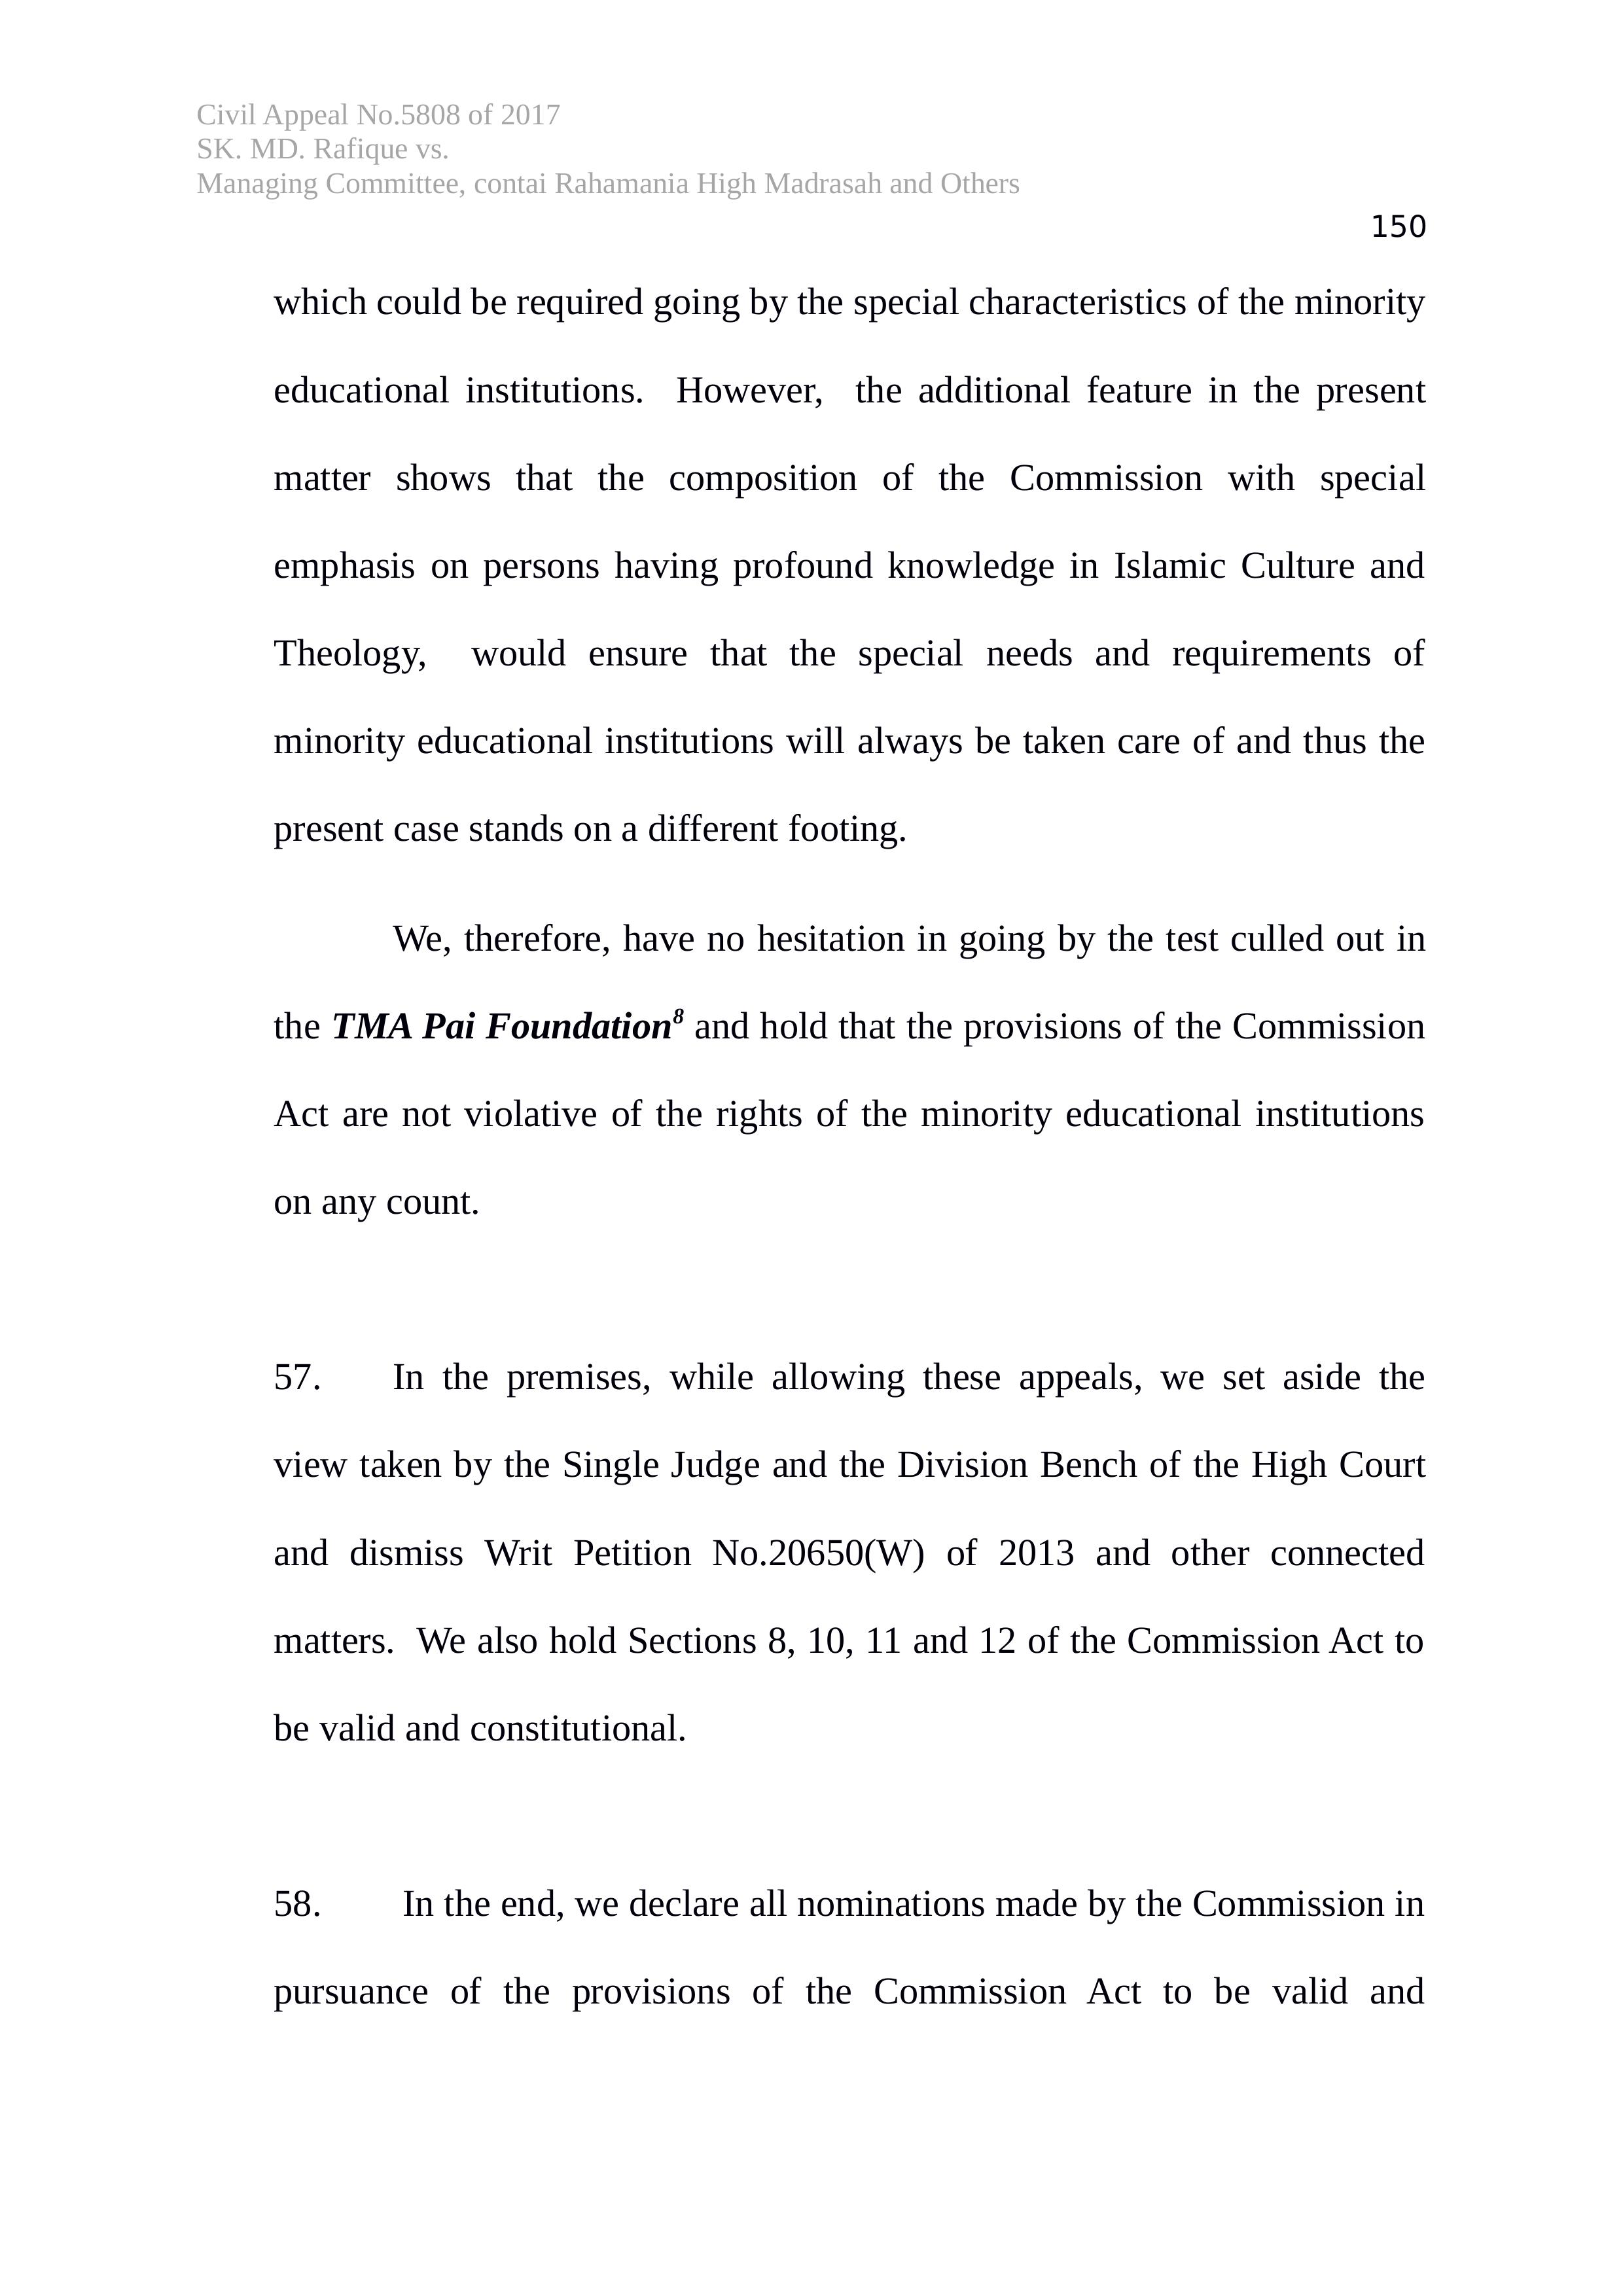 Civil Appeal No.5808 of 2017
SK. MD. Rafique vs.
Managing Committee, contai Rahamania High Madrasah and Others
150
which could be required going by the special characteristics of the minority
educational institutions. However, the additional feature in the present
matter shows that the composition of the Commission with special
emphasis on persons having profound knowledge in Islamic Culture and
Theology, would ensure that the special needs and requirements of
minority educational institutions will always be taken care of and thus the
present case stands on a different footing.
We, therefore, have no hesitation in going by the test culled out in
the TMA Pai Foundation8 and hold that the provisions of the Commission
Act are not violative of the rights of the minority educational institutions
on any count.
57. In the premises, while allowing these appeals, we set aside the
view taken by the Single Judge and the Division Bench of the High Court
and dismiss Writ Petition No.20650(W) of 2013 and other connected
matters. We also hold Sections 8, 10, 11 and 12 of the Commission Act to
be valid and constitutional.
58. In the end, we declare all nominations made by the Commission in
pursuance of the provisions of the Commission Act to be valid and